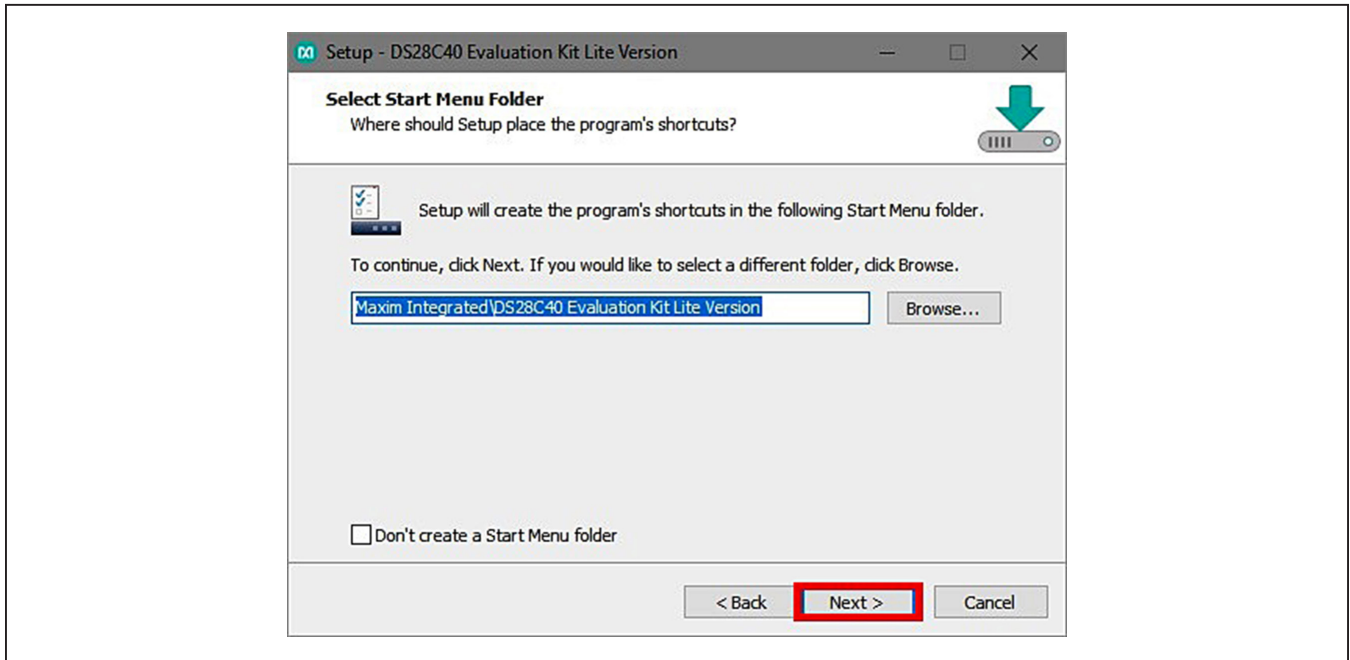 Setup - DS28C40 Evaluation Kit Lite Version
Select Start Menu Folder
Where should Setup place the program's shortcuts?
Setup will create the program's shortcuts in the following Start Menu folder.
To continue, click Next. If you would like to select a different folder, click Browse.
Maxim Integrated\DS28C40 Evaluation Kit Lite Version
Browse...
Don't create a Start Menu folder
< Back
Next >
Cancel